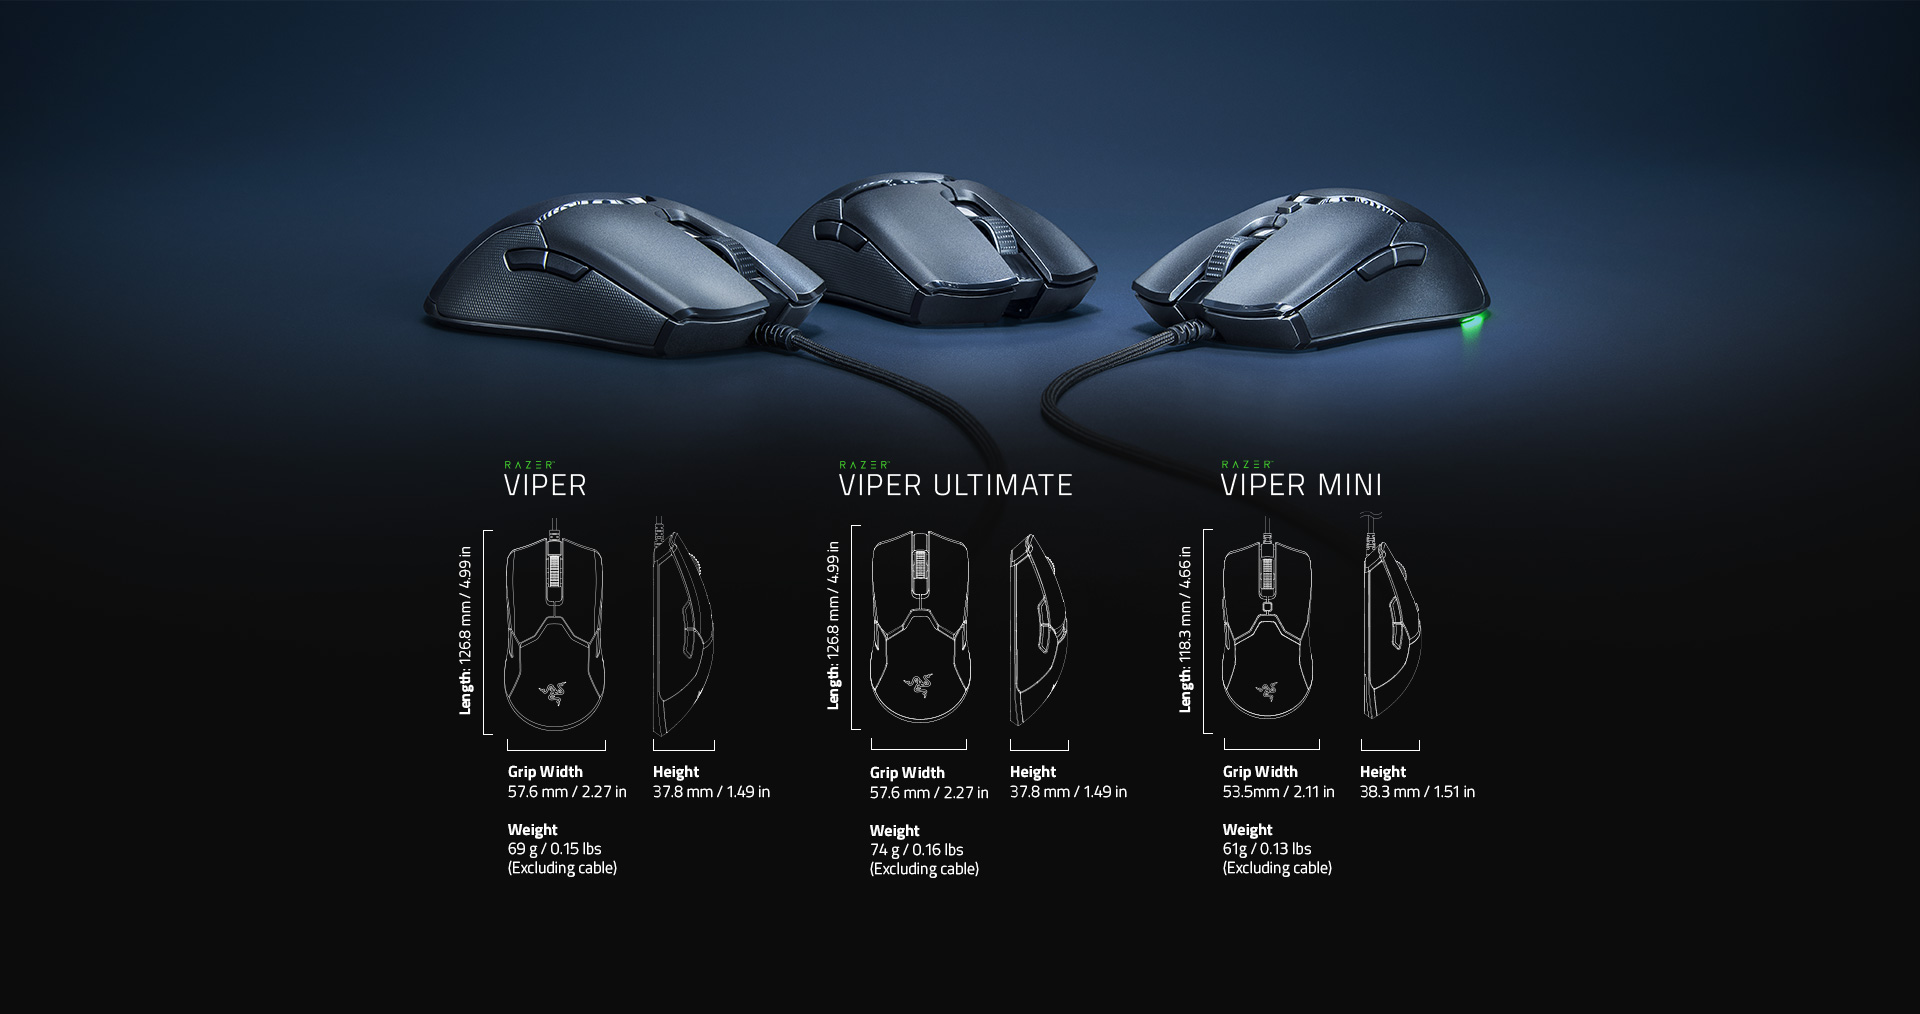 RAZER™
VIPER
Length: 126.8 mm / 4.99 in
Grip Width
57.6 mm / 2.27 in
Height
37.8 mm / 1.49 in
Weight
69 g / 0.15 lbs
(Excluding cable)
RAZER™
VIPER ULTIMATE
Length: 126.8 mm / 4.99 in
Grip Width
57.6 mm / 2.27 in
Height
37.8 mm / 1.49 in
Weight
74 g / 0.16 lbs
(Excluding cable)
RAZER™
VIPER MINI
Length: 118.3 mm / 4.66 in
Grip Width
53.5mm / 2.11 in
Height
38.3 mm / 1.51 in
Weight
61g / 0.13 lbs
(Excluding cable)